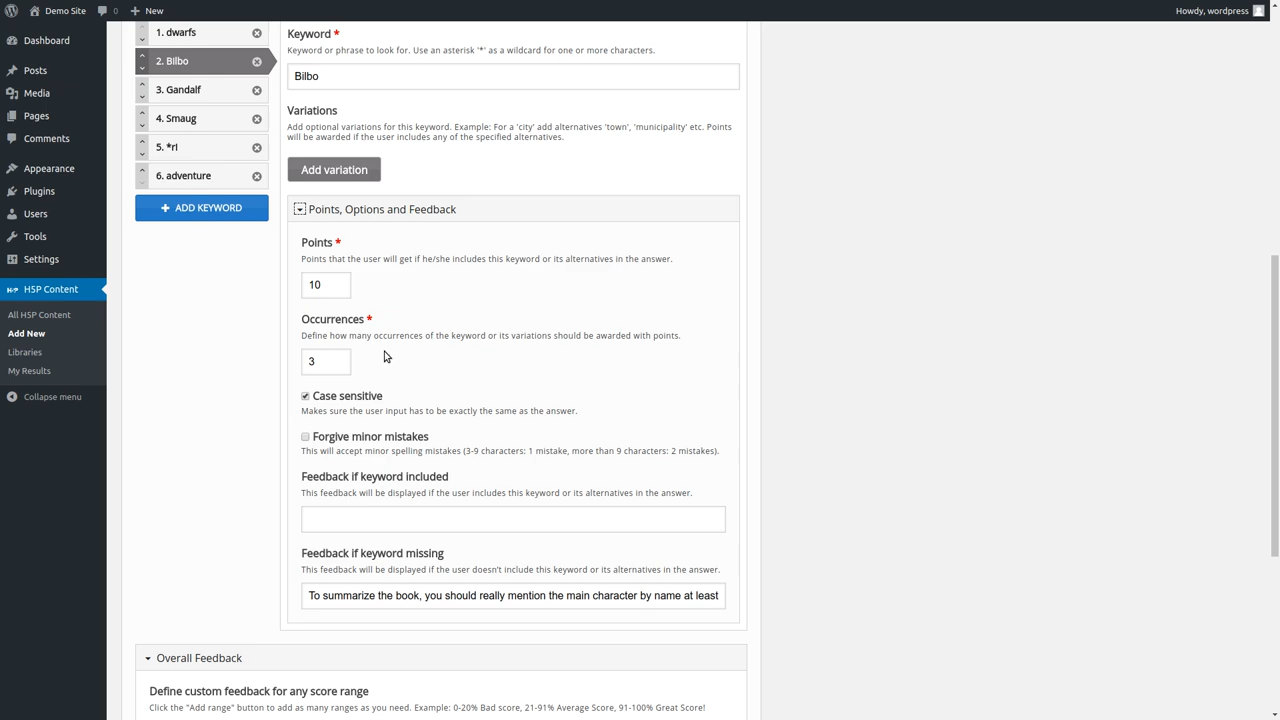 Demo Site
0
New
Howdy, wordpress
Dashboard
Posts
Media
Pages
Comments
Appearance
Plugins
Users
Tools
Settings
H5P Content
All H5P Content
Add New
Libraries
My Results
Collapse menu
1. dwarfs
2. Bilbo
3. Gandalf
4. Smaug
5. *ri
6. adventure
ADD KEYWORD
Keyword *
Keyword or phrase to look for. Use an asterisk '*' as a wildcard for one or more characters.
Bilbo
Variations
Add optional variations for this keyword. Example: For a 'city' add alternatives 'town', 'municipality' etc. Points
will be awarded if the user includes any of the specified alternatives.
Add variation
Points, Options and Feedback
Points *
Points that the user will get if he/she includes this keyword or its alternatives in the answer.
10
Occurrences *
Define how many occurrences of the keyword or its variations should be awarded with points.
3
Case sensitive
Makes sure the user input has to be exactly the same as the answer.
Forgive minor mistakes
This will accept minor spelling mistakes (3-9 characters: 1 mistake, more than 9 characters: 2 mistakes).
Feedback if keyword included
This feedback will be displayed if the user includes this keyword or its alternatives in the answer.
Feedback if keyword missing
This feedback will be displayed if the user doesn't include this keyword or its alternatives in the answer.
To summarize the book, you should really mention the main character by name at least
Overall Feedback
Define custom feedback for any score range
Click the "Add range" button to add as many ranges as you need. Example: 0-20% Bad score, 21-91% Average Score, 91-100% Great Score!